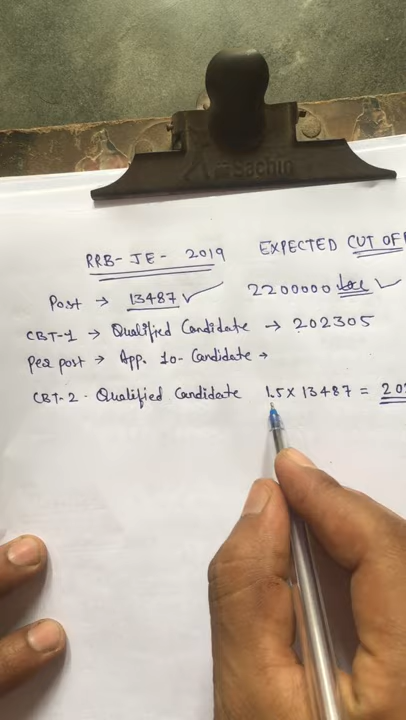 Sachin
RRB- JE - 2019 EXPECTED CUT OF
Post → 13487 ✓ 2200000 ✓
CBT-1 → Qualified Candidate → 202305
Per post → App. 10- Candidate →
CBT-2 - Qualified Candidate 1.5 x 13487 = 20